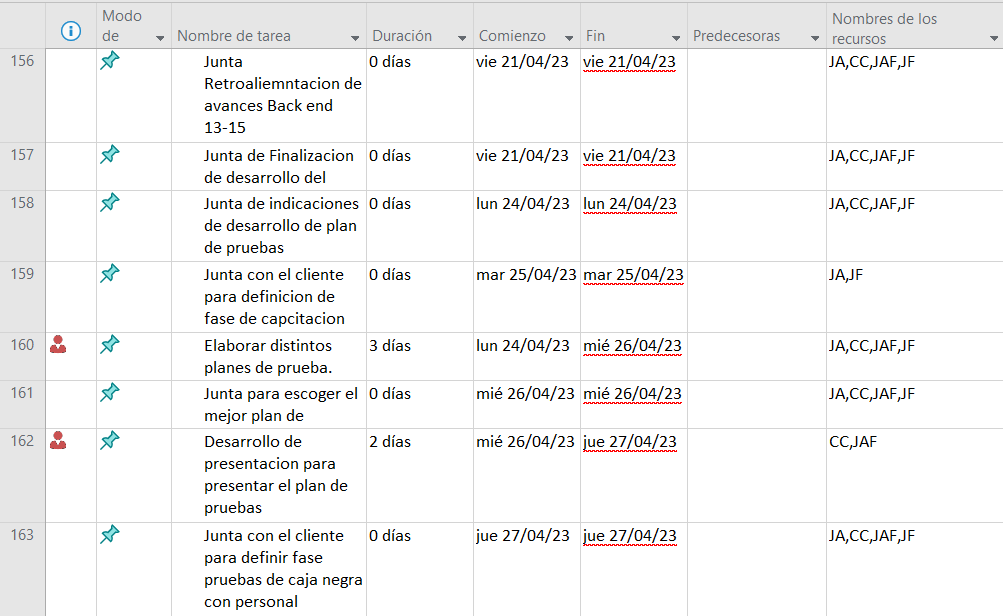 Modo
de
Nombre de tarea
Duración
Comienzo
Fin
Predecesoras
Nombres de los
recursos
156
Junta
Retroaliemntacion de
avances Back end
13-15
0 días
vie 21/04/23
vie 21/04/23
JA,CC,JAF,JF
157
Junta de Finalizacion
de desarrollo del
0 días
vie 21/04/23
vie 21/04/23
JA,CC,JAF,JF
158
Junta de indicaciones
de desarrollo de plan
de pruebas
0 días
lun 24/04/23
lun 24/04/23
JA,CC,JAF,JF
159
Junta con el cliente
para definicion de
fase de capcitacion
0 días
mar 25/04/23
mar 25/04/23
JA,JF
160
Elaborar distintos
planes de prueba.
3 días
lun 24/04/23
mié 26/04/23
JA,CC,JAF,JF
161
Junta para escoger el
mejor plan de
0 días
mié 26/04/23
mié 26/04/23
JA,CC,JAF,JF
162
Desarrollo de
presentacion para
presentar el plan de
pruebas
2 días
mié 26/04/23
jue 27/04/23
CC,JAF
163
Junta con el cliente
para definir fase
pruebas de caja negra
con personal
0 días
jue 27/04/23
jue 27/04/23
JA,CC,JAF,JF